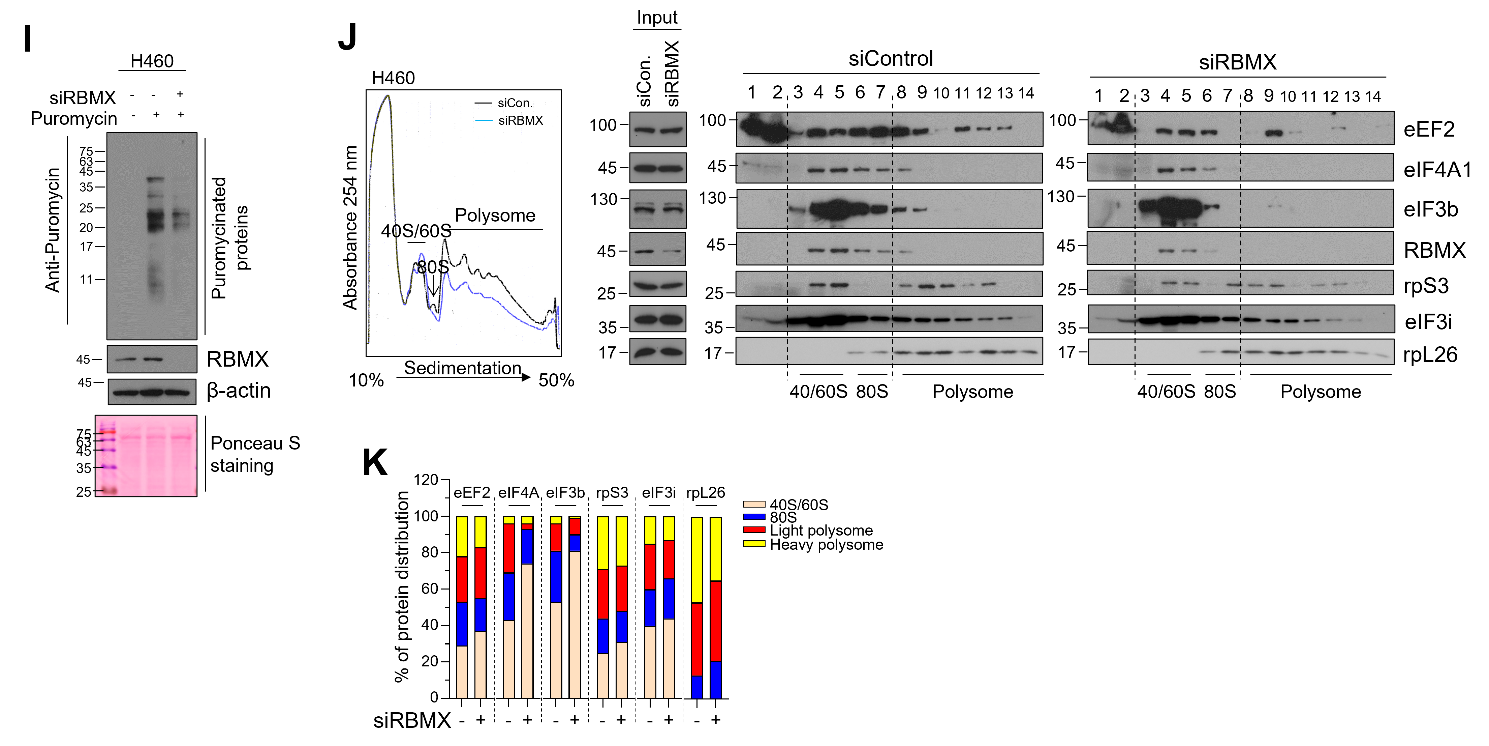 I
H460
siRBMX - - +
Puromycin - + +
Anti-Puromycin
75
63
45
35
25
20
17
11
Puromycinated
proteins
45
RBMX
45
β-actin
75
63
45
35
25
Ponceau S
staining
J
H460
siCon.
siRBMX
Absorbance 254 nm
Polysome
40S/60S
80S
Sedimentation
10% 50%
Input
siCon.
siRBMX
siControl
siRBMX
1 2 3 4 5 6 7 8 9 10 11 12 13 14
1 2 3 4 5 6 7 8 9 10 11 12 13 14
100 100 100 eEF2
45 45 45 eIF4A1
130 130 130 eIF3b
45 45 45 RBMX
25 25 25 rpS3
35 35 35 eIF3i
17 17 17 rpL26
40/60S 80S Polysome
40/60S 80S Polysome
K
% of protein distribution
120
100
80
60
40
20
0
eEF2 eIF4A eIF3b rpS3 eIF3i rpL26
40S/60S
80S
Light polysome
Heavy polysome
siRBMX - + - + - + - + - + - +